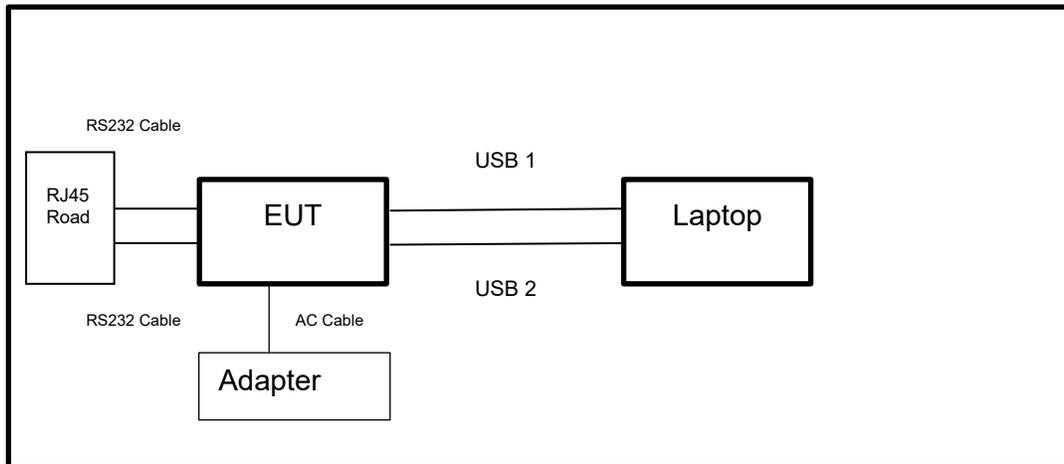 RS232 Cable
USB 1
RJ45
Road
EUT
Laptop
USB 2
RS232 Cable
AC Cable
Adapter